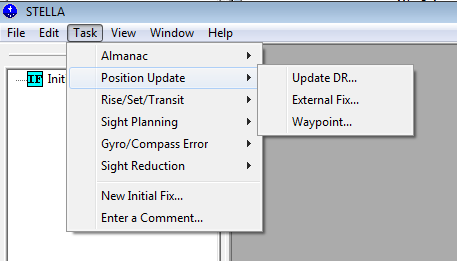 STELLA
File Edit Task View Window Help
IF Init
Almanac
Position Update
Rise/Set/Transit
Sight Planning
Gyro/Compass Error
Sight Reduction
New Initial Fix...
Enter a Comment...
Update DR...
External Fix...
Waypoint...